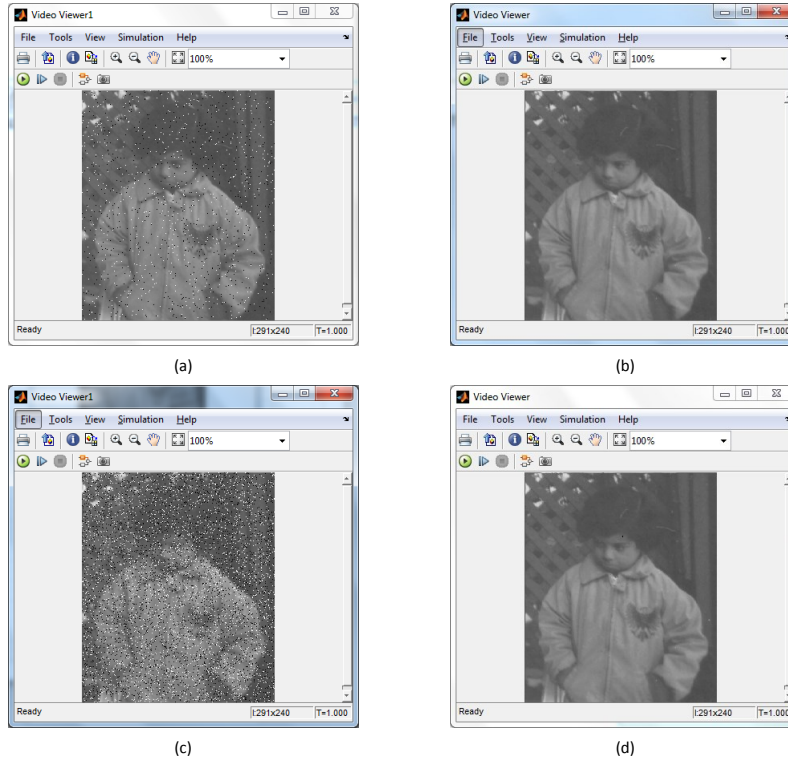 Video Viewer1
File Tools View Simulation Help
100%
Ready I:291x240 T=1.000
(a)
Video Viewer
File Tools View Simulation Help
100%
Ready I:291x240 T=1.000
(b)
Video Viewer1
File Tools View Simulation Help
100%
Ready I:291x240 T=1.000
(c)
Video Viewer
File Tools View Simulation Help
100%
Ready I:291x240 T=1.000
(d)